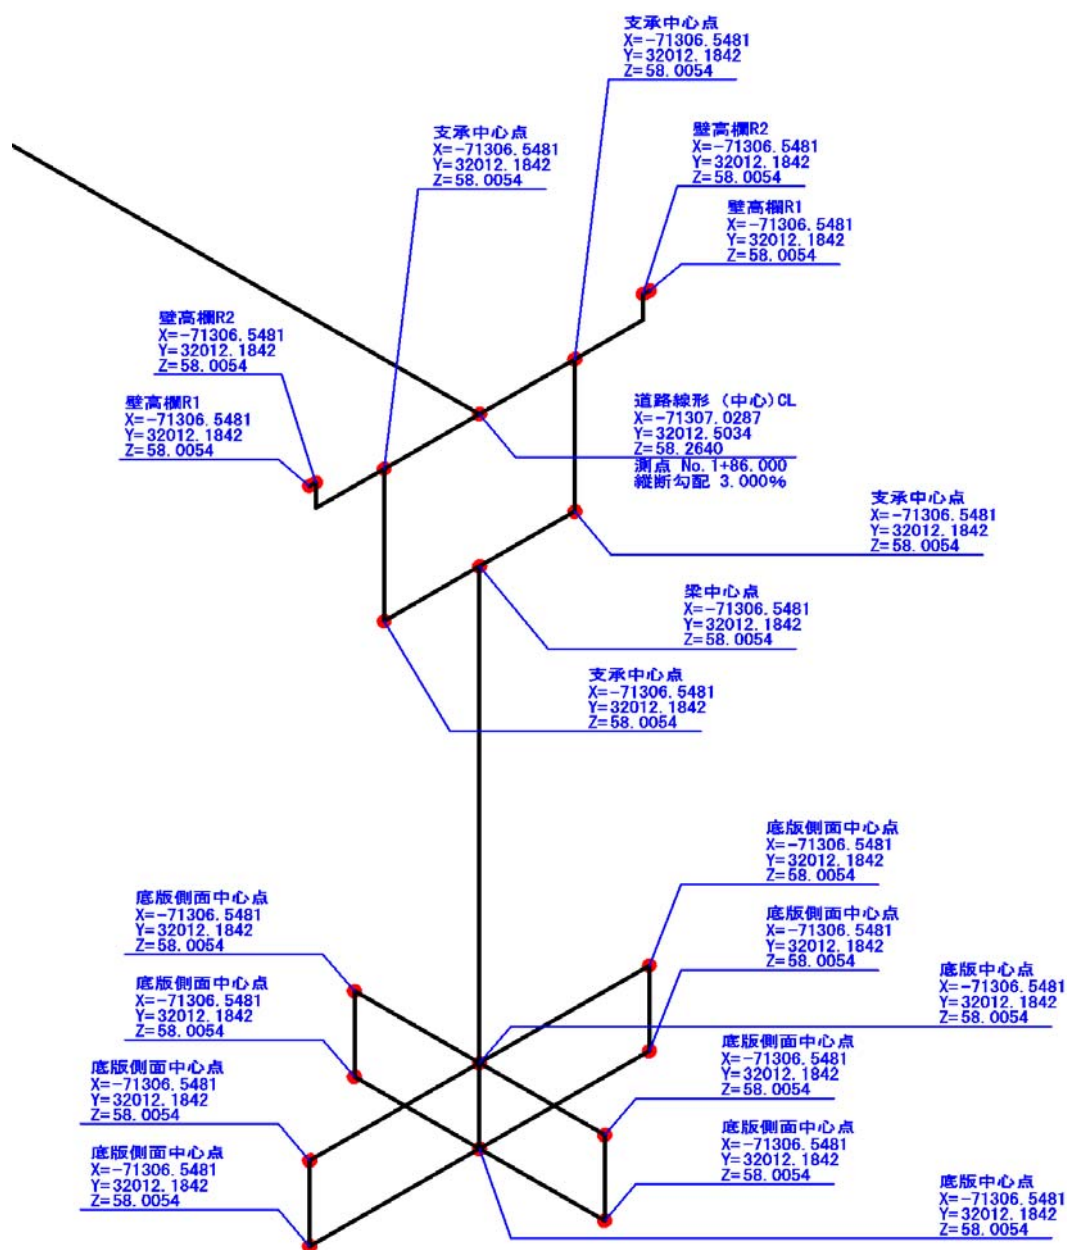 支承中心点
X=-71306.5481
Y=32012.1842
Z=58.0054
支承中心点
X=-71306.5481
Y=32012.1842
Z=58.0054
壁高欄R2
X=-71306.5481
Y=32012.1842
Z=58.0054
壁高欄R1
X=-71306.5481
Y=32012.1842
Z=58.0054
壁高欄R2
X=-71306.5481
Y=32012.1842
Z=58.0054
壁高欄R1
X=-71306.5481
Y=32012.1842
Z=58.0054
道路線形 (中心)CL
X=-71307.0287
Y=32012.5034
Z=58.2640
測点 No.1+86.000
縦断勾配 3.000%
支承中心点
X=-71306.5481
Y=32012.1842
Z=58.0054
梁中心点
X=-71306.5481
Y=32012.1842
Z=58.0054
支承中心点
X=-71306.5481
Y=32012.1842
Z=58.0054
底版側面中心点
X=-71306.5481
Y=32012.1842
Z=58.0054
底版側面中心点
X=-71306.5481
Y=32012.1842
Z=58.0054
底版側面中心点
X=-71306.5481
Y=32012.1842
Z=58.0054
底版側面中心点
X=-71306.5481
Y=32012.1842
Z=58.0054
底版中心点
X=-71306.5481
Y=32012.1842
Z=58.0054
底版側面中心点
X=-71306.5481
Y=32012.1842
Z=58.0054
底版側面中心点
X=-71306.5481
Y=32012.1842
Z=58.0054
底版側面中心点
X=-71306.5481
Y=32012.1842
Z=58.0054
底版側面中心点
X=-71306.5481
Y=32012.1842
Z=58.0054
底版中心点
X=-71306.5481
Y=32012.1842
Z=58.0054